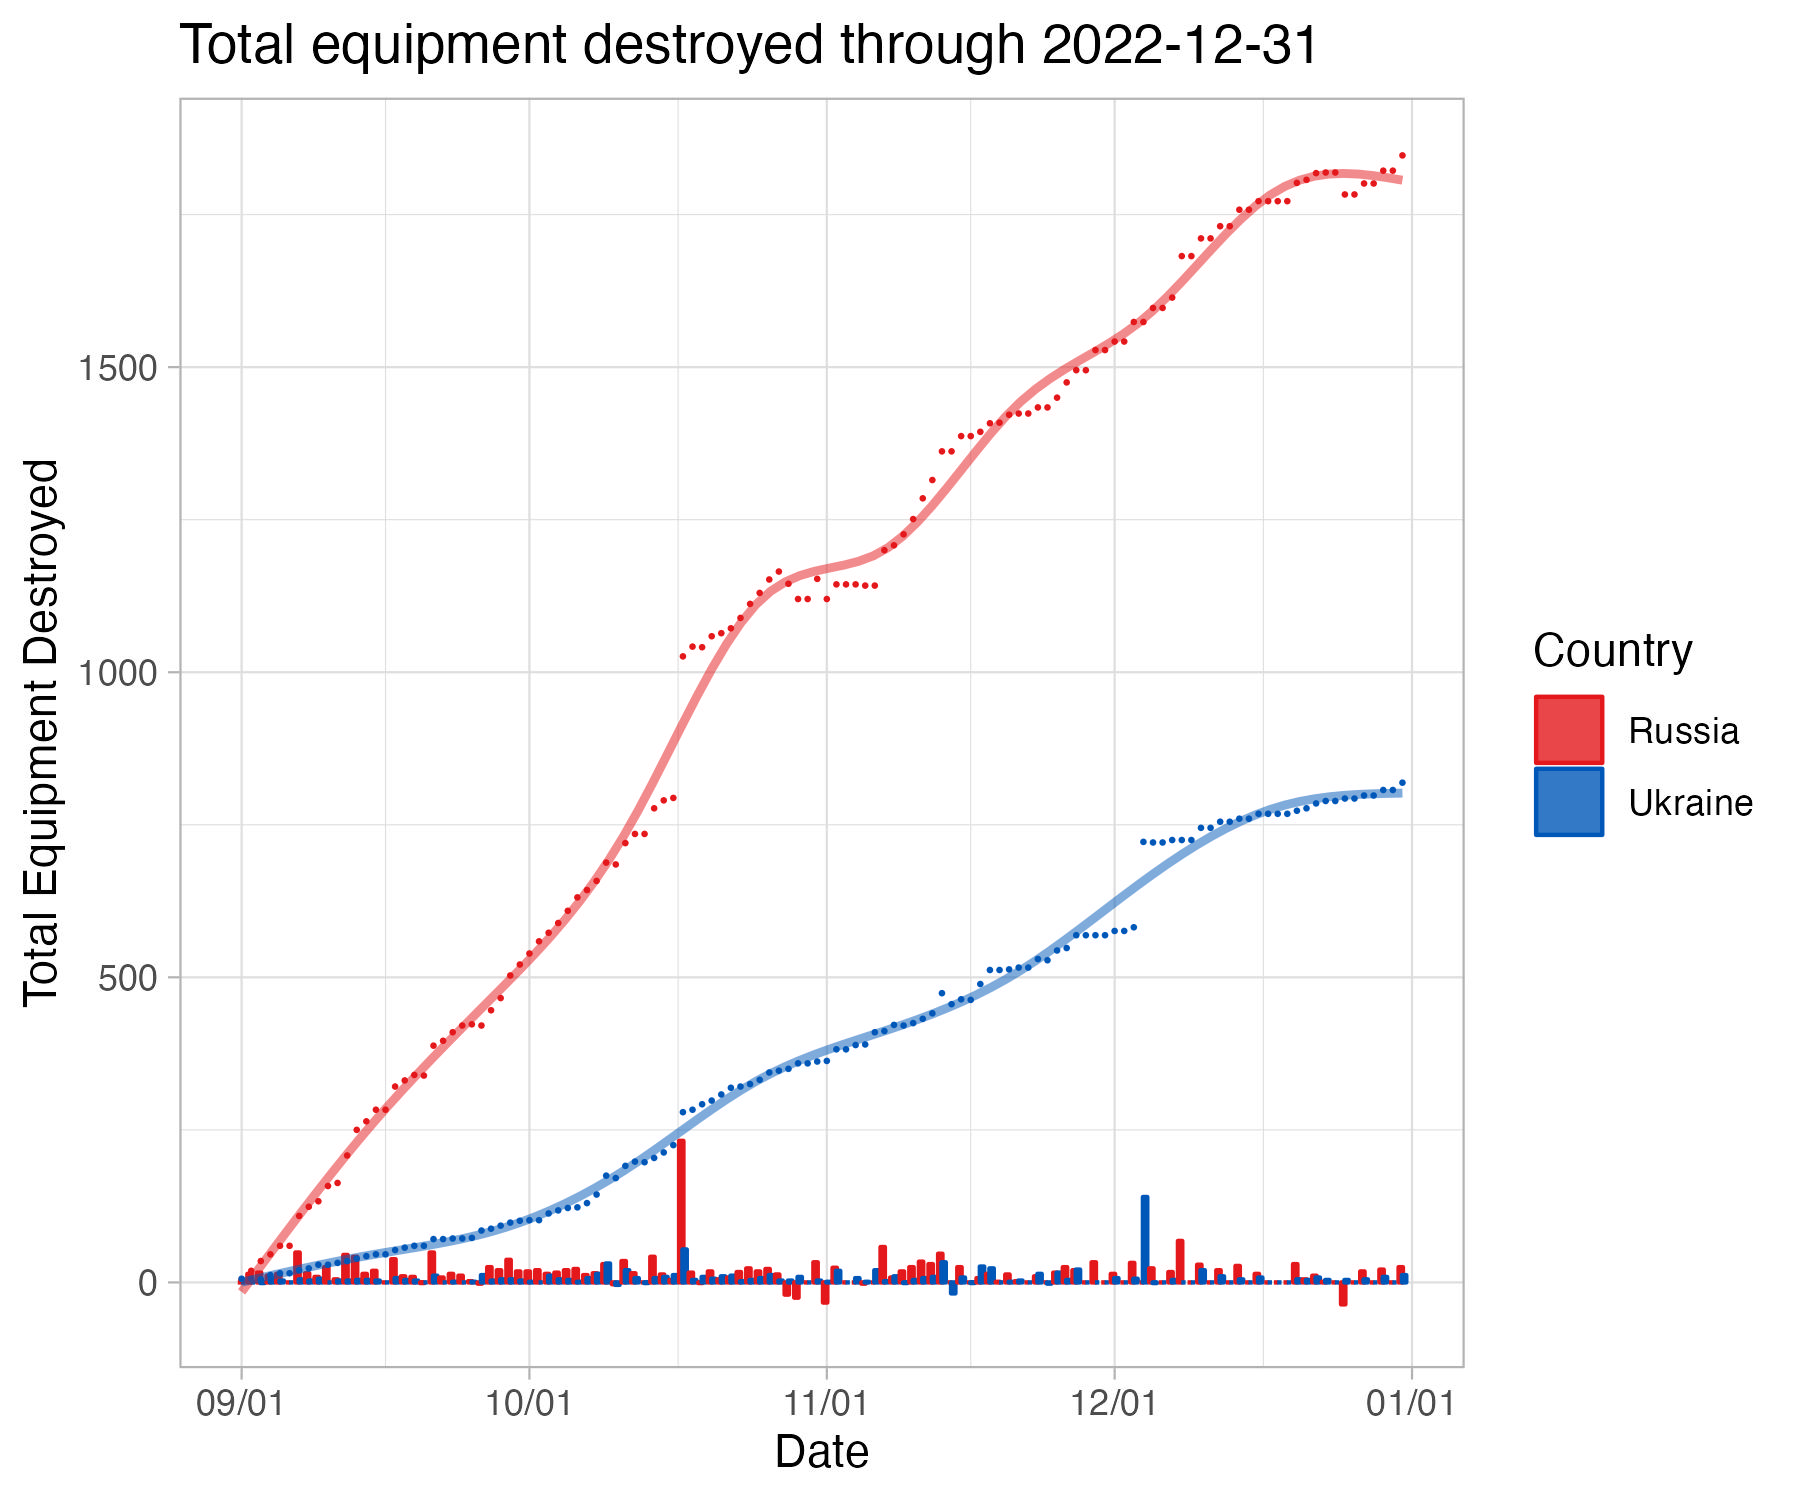 Total equipment destroyed through 2022-12-31
Total Equipment Destroyed
1500
1000
500
0
09/01
10/01
11/01
12/01
01/01
Date
Country
Russia
Ukraine